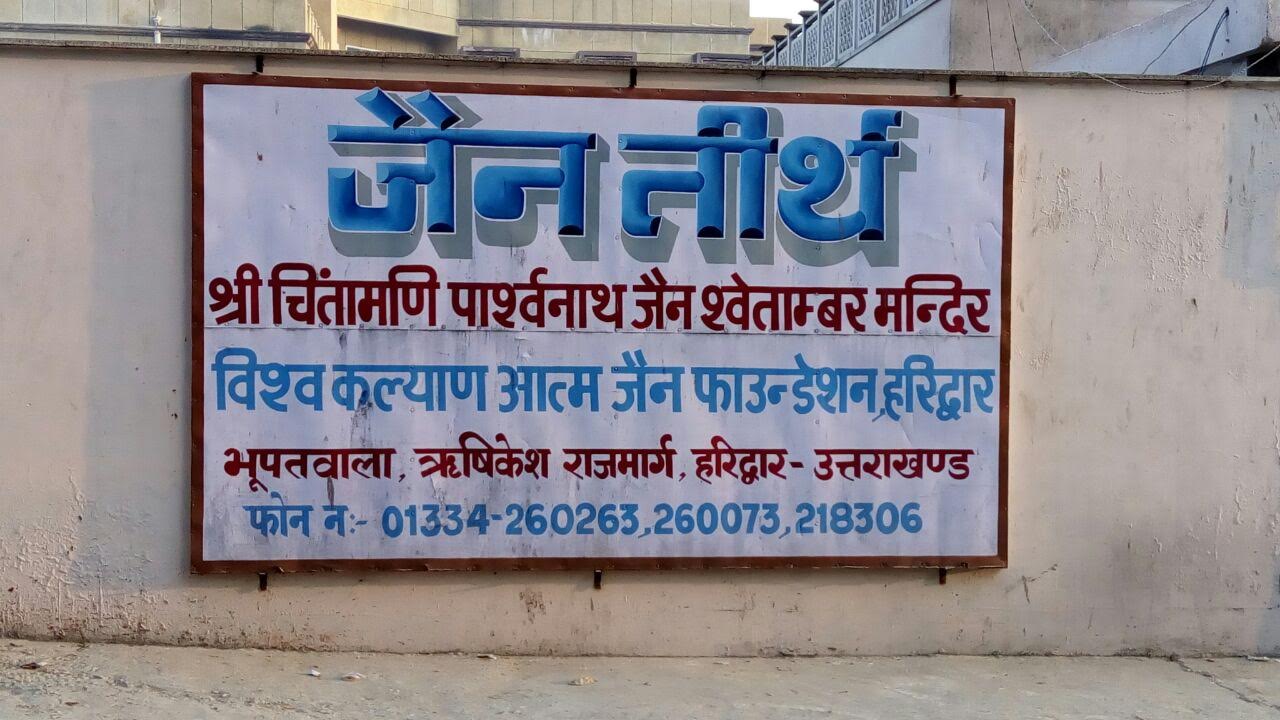 जैन तीर्थ
श्री चिंतामणि पार्श्वनाथ जैन श्वेताम्बर मन्दिर
विश्व कल्याण आत्म जैन फाउन्डेशन,हरिद्वार
भूपतवाला, ऋषिकेश राजमार्ग, हरिद्वार- उत्तराखण्ड
फोन नः- 01334-260263,260073,218306